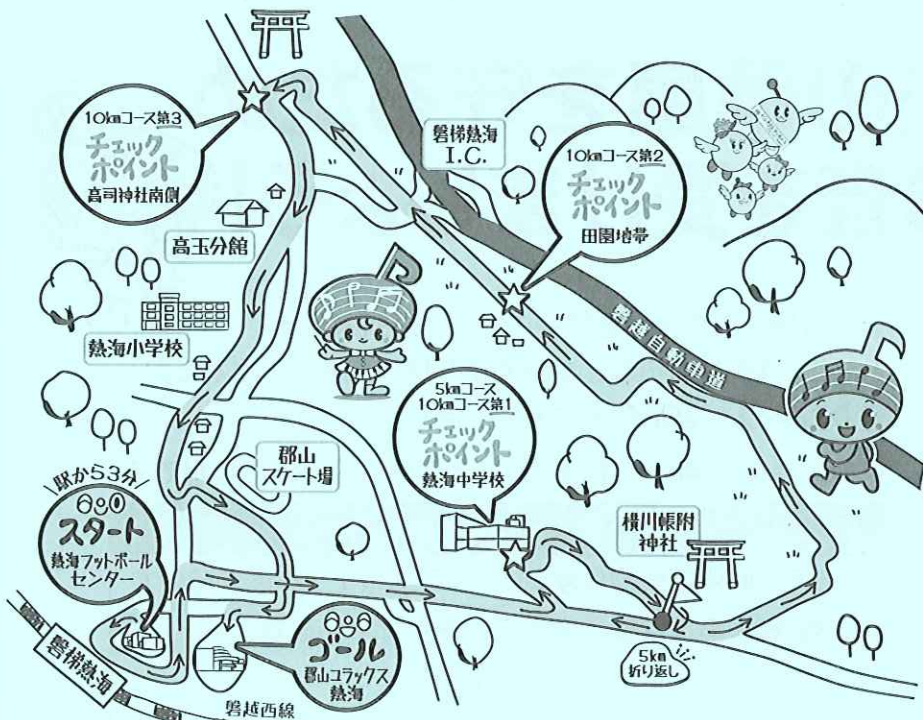 10kmコース第3
チェック
ポイント
高司神社南側
磐梯熱海
I.C.
10kmコース第2
チェック
ポイント
田園地帯
高玉分館
熱海小学校
磐越自動車道
5kmコース
10kmコース第1
チェック
ポイント
熱海中学校
郡山
スケート場
横川帳附
神社
駅から3分
スタート
熱海フットボール
センター
ゴール
郡山ユラックス
熱海
5km
折り返し
磐梯熱海
磐越西線